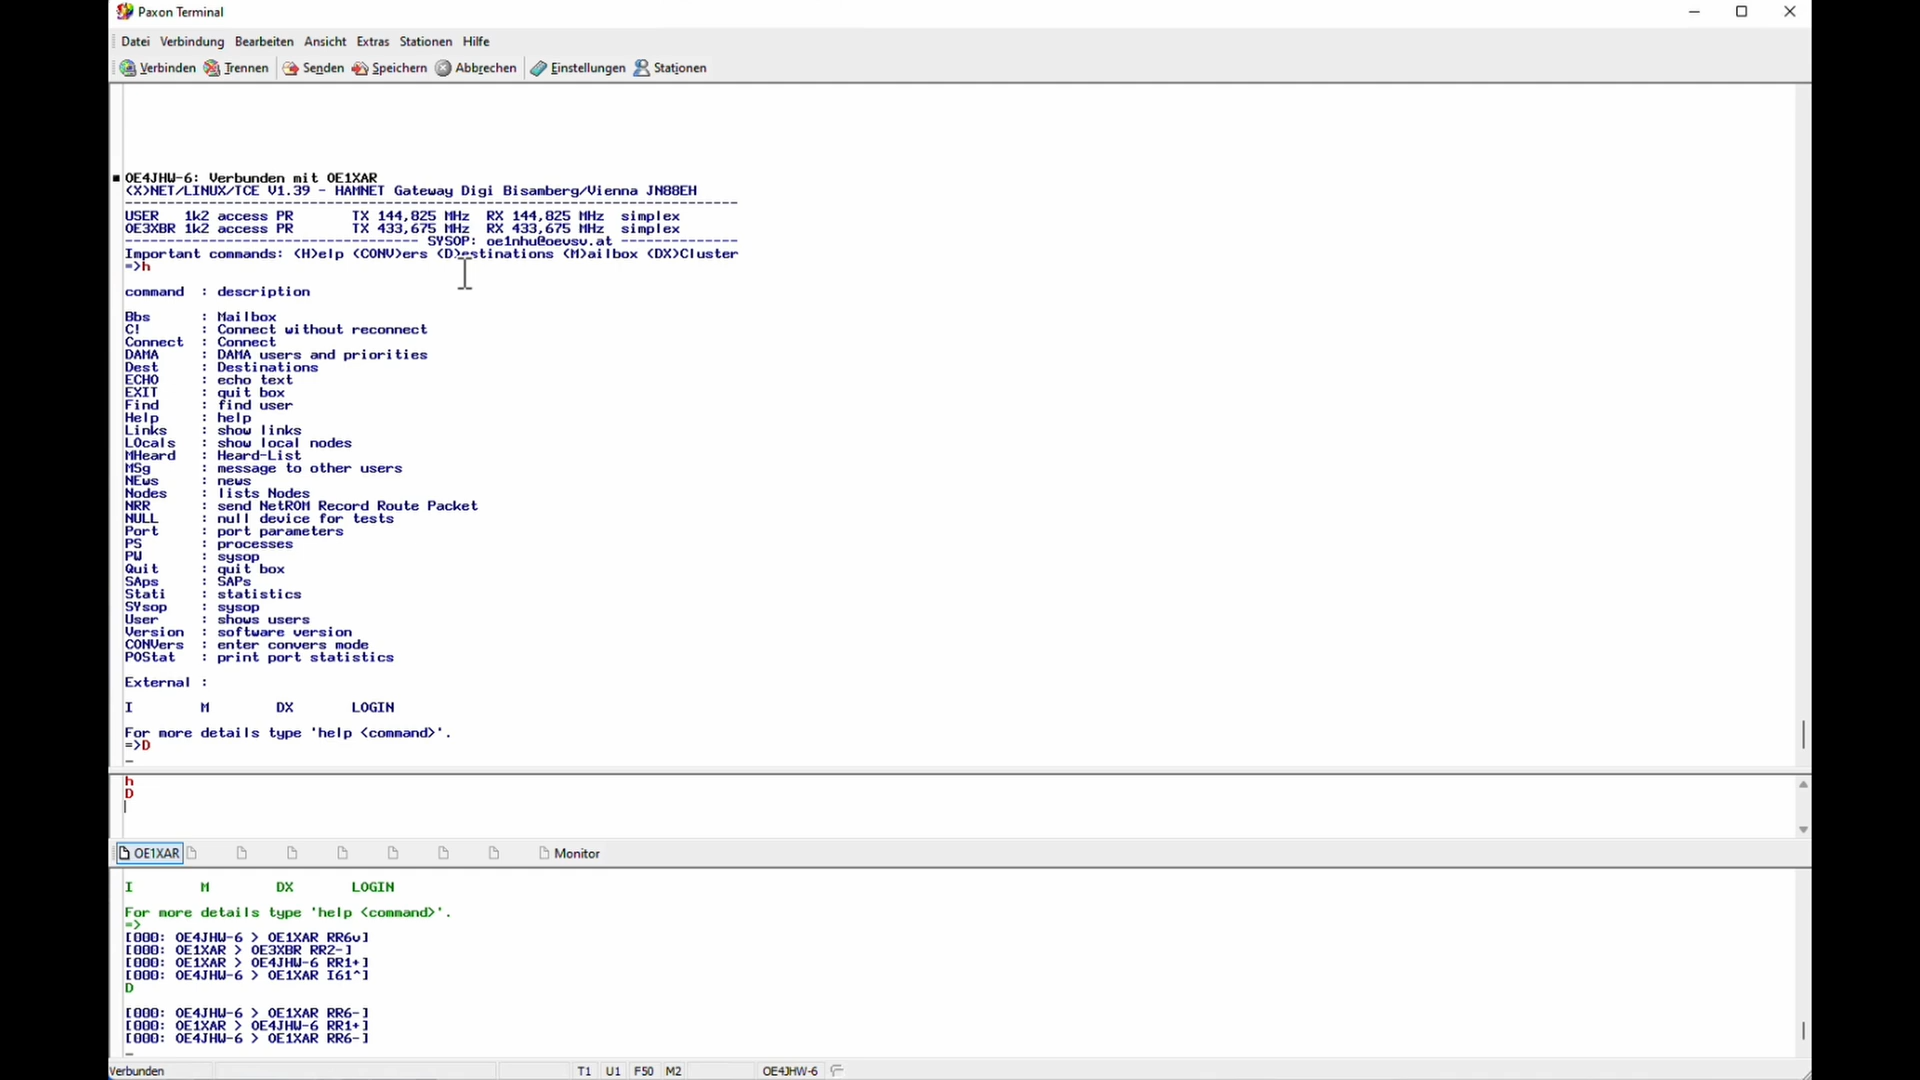 Paxon Terminal
Datei Verbindung Bearbeiten Ansicht Extras Stationen Hilfe
Verbinden Trennen Senden Speichern Abbrechen Einstellungen Stationen
OE4JHW-6: Verbunden mit OE1XAR
(X)NET/LINUX/TCE V1.39 - HAMNET Gateway Digi Bisamberg/Vienna JN88EH
-------------------------------------------------------------------------
USER   1k2 access PR       TX 144,825 MHz  RX 144,825 MHz  simplex
OE3XBR 1k2 access PR       TX 433,675 MHz  RX 433,675 MHz  simplex
----------------------------------- SYSOP: oe1nhu@oevsv.at --------------
Important commands: (H)elp (CONV)ers (D)estinations (M)ailbox (DX)Cluster
=>h
command  : description
Bbs      : Mailbox
C!       : Connect without reconnect
Connect  : Connect
DAMA     : DAMA users and priorities
Dest     : Destinations
ECHO     : echo text
EXIT     : quit box
Find     : find user
Help     : help
Links    : show links
LOcals   : show local nodes
MHeard   : Heard-List
MSg      : message to other users
NEws     : news
Nodes    : lists Nodes
NRR      : send NetROM Record Route Packet
NULL     : null device for tests
Port     : port parameters
PS       : processes
PW       : sysop
Quit     : quit box
SAps     : SAPs
Stati    : statistics
SYsop    : sysop
User     : shows users
Version  : software version
CONVers  : enter convers mode
POStat   : print port statistics
External :
I        M        DX       LOGIN
For more details type 'help <command>'.
=>D
h
D
OE1XAR Monitor
I        M        DX       LOGIN
For more details type 'help <command>'.
=>
[000: OE4JHW-6 > OE1XAR RR6v]
[000: OE1XAR > OE3XBR RR2-]
[000: OE1XAR > OE4JHW-6 RR1+]
[000: OE4JHW-6 > OE1XAR I61^]
D
[000: OE4JHW-6 > OE1XAR RR6-]
[000: OE1XAR > OE4JHW-6 RR1+]
[000: OE4JHW-6 > OE1XAR RR6-]
Verbunden T1 U1 F50 M2 OE4JHW-6